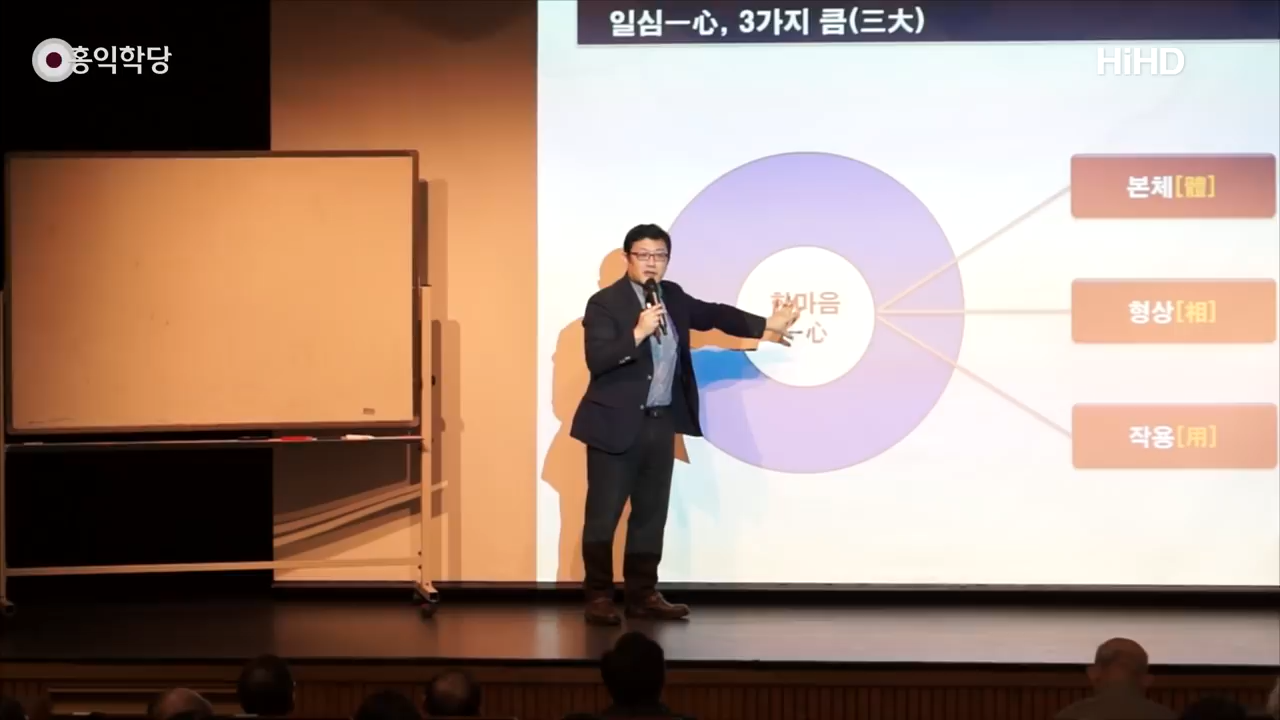 일심一心, 3가지 큼(三大)
홍익학당
HiHD
본체[體]
한마음
一心
형상[相]
작용[用]